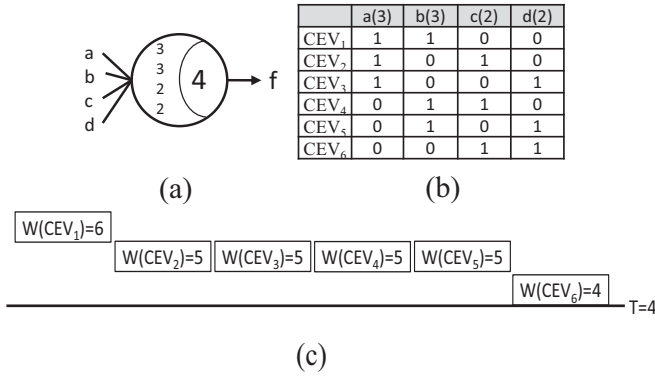 a
b
c
d
3
3
2
2
4
f
(a)
a(3) b(3) c(2) d(2)
CEV₁ 1 1 0 0
CEV₂ 1 0 1 0
CEV₃ 1 0 0 1
CEV₄ 0 1 1 0
CEV₅ 0 1 0 1
CEV₆ 0 0 1 1
(b)
W(CEV₁)=6
W(CEV₂)=5 W(CEV₃)=5 W(CEV₄)=5 W(CEV₅)=5
W(CEV₆)=4
T=4
(c)